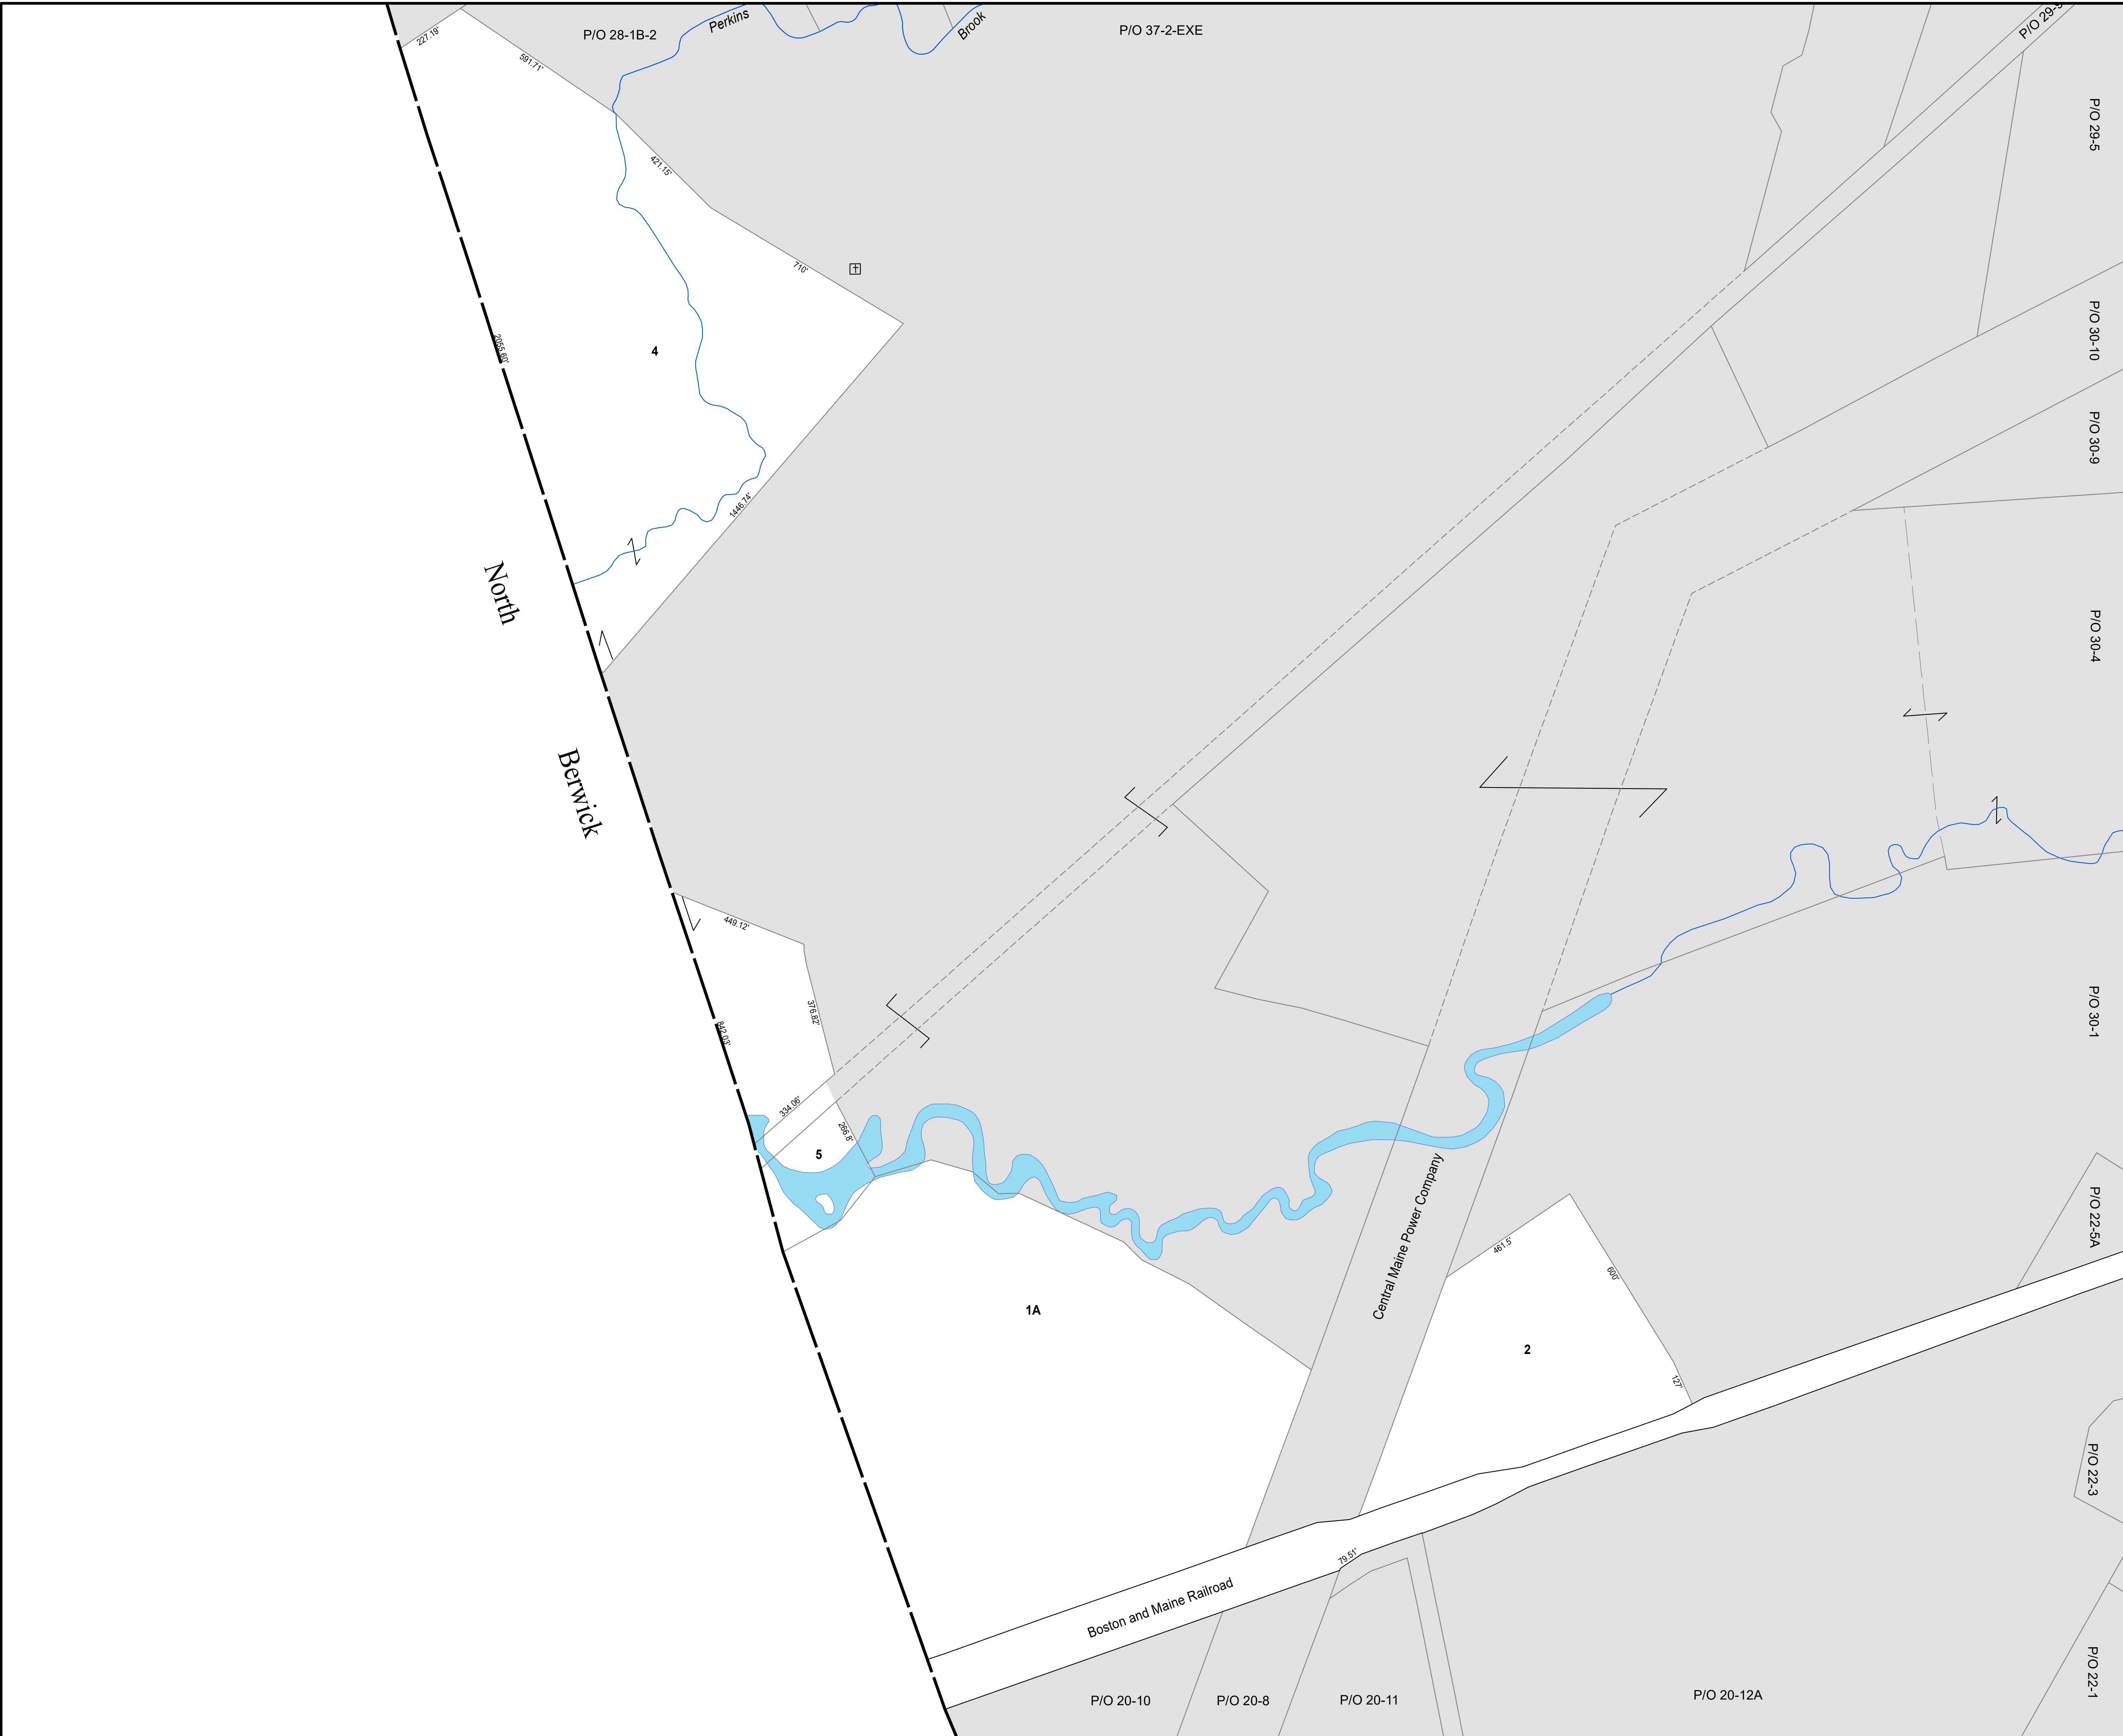 P/O 28-1B-2
Perkins
Brook
P/O 37-2-EXE
227.19'
591.71'
421.15'
710'
P/O 29-5
2055.60'
4
P/O 30-10
P/O 30-9
1446.74'
North
Berwick
P/O 30-4
449.12'
376.82'
842.03'
P/O 30-1
334.06'
266.8'
5
P/O 22-5A
Central Maine Power Company
461.5'
600'
1A
2
127'
P/O 22-3
79.51'
Boston and Maine Railroad
P/O 22-1
P/O 20-10
P/O 20-8
P/O 20-11
P/O 20-12A